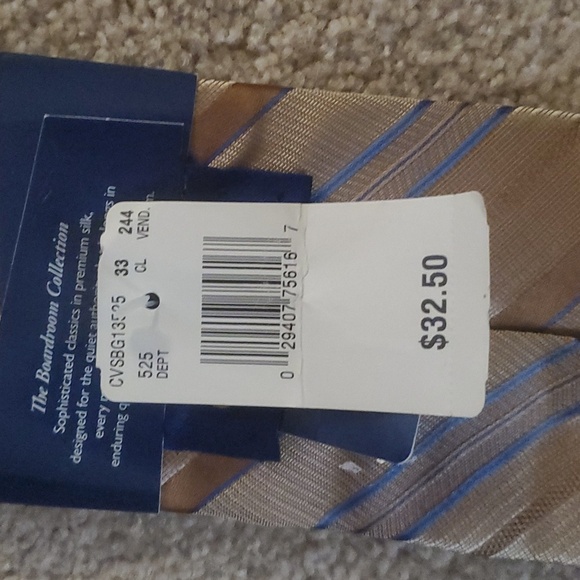 The Boardroom Collection
Sophisticated classics in premium silk,
designed for the quiet
every
in
enduring
525 33 244
DEPT CL VEND.
0 29407 75616 7
$32.50